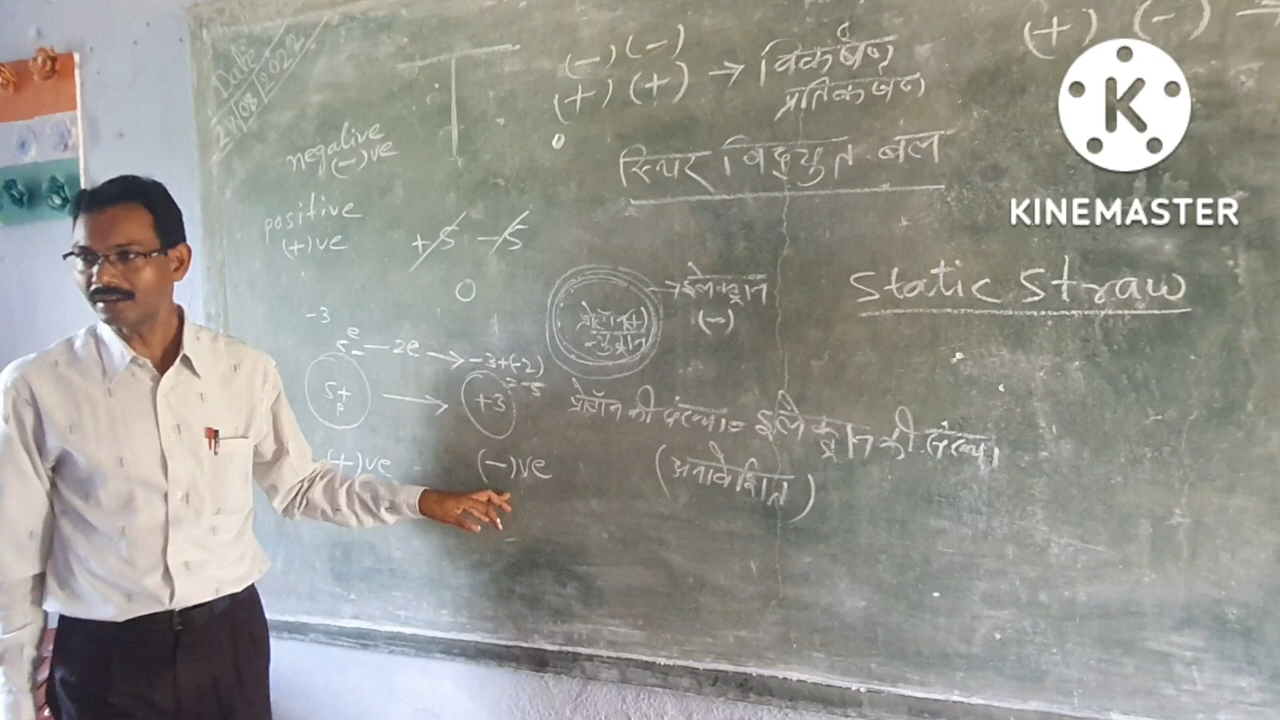 Date
29/08/2022
(-) (-)
(+) (+) → विकर्षण
प्रतिकर्षण
(+) (-)
KINEMASTER
negative
(-)ve
स्थिर विद्युत बल
positive
(+)ve
+5 -5
0
static straw
→ इलेक्ट्रान
(-)
प्रोटॉन(+)
न्युट्रान
-3
e
5- - 2e → -3+(-2)
= -5
5+
p
→ +3
प्रोटॉन की संख्या = इलेक्ट्रान की संख्या
(अनावेशित)
(+)ve (-)ve